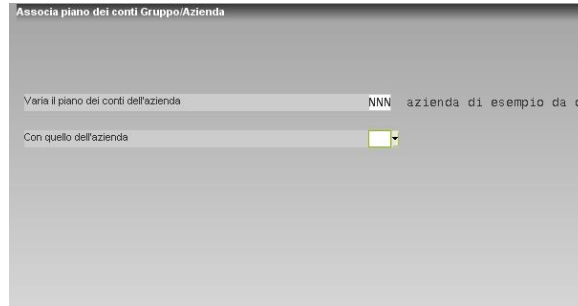 Associa piano dei conti Gruppo/Azienda
Varia il piano dei conti dell'azienda NNN azienda di esempio da
Con quello dell'azienda